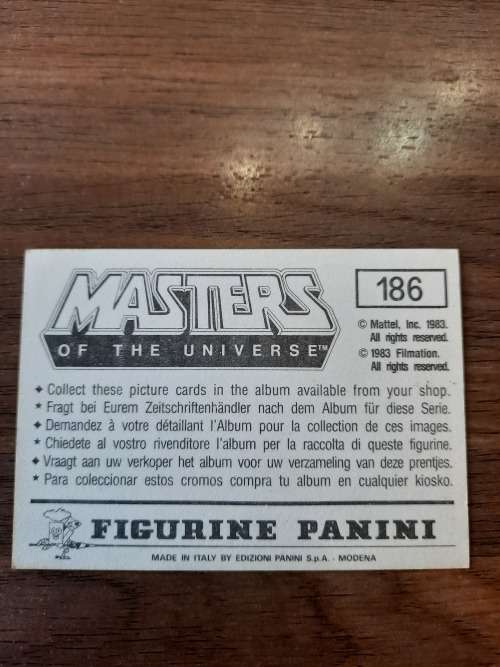 MASTERS
OF THE UNIVERSE™
186
© Mattel, Inc. 1983.
All rights reserved.
© 1983 Filmation.
All rights reserved.
✦ Collect these picture cards in the album available from your shop.
★ Fragt bei Eurem Zeitschriftenhändler nach dem Album für diese Serie.
✦ Demandez à votre détaillant l'Album pour la collection de ces images.
★ Chiedete al vostro rivenditore l'album per la raccolta di queste figurine.
✦ Vraagt aan uw verkoper het album voor uw verzameling van deze prentjes.
★ Para coleccionar estos cromos compra tu album en cualquier kiosko.
FIGURINE PANINI
MADE IN ITALY BY EDIZIONI PANINI S.p.A. - MODENA